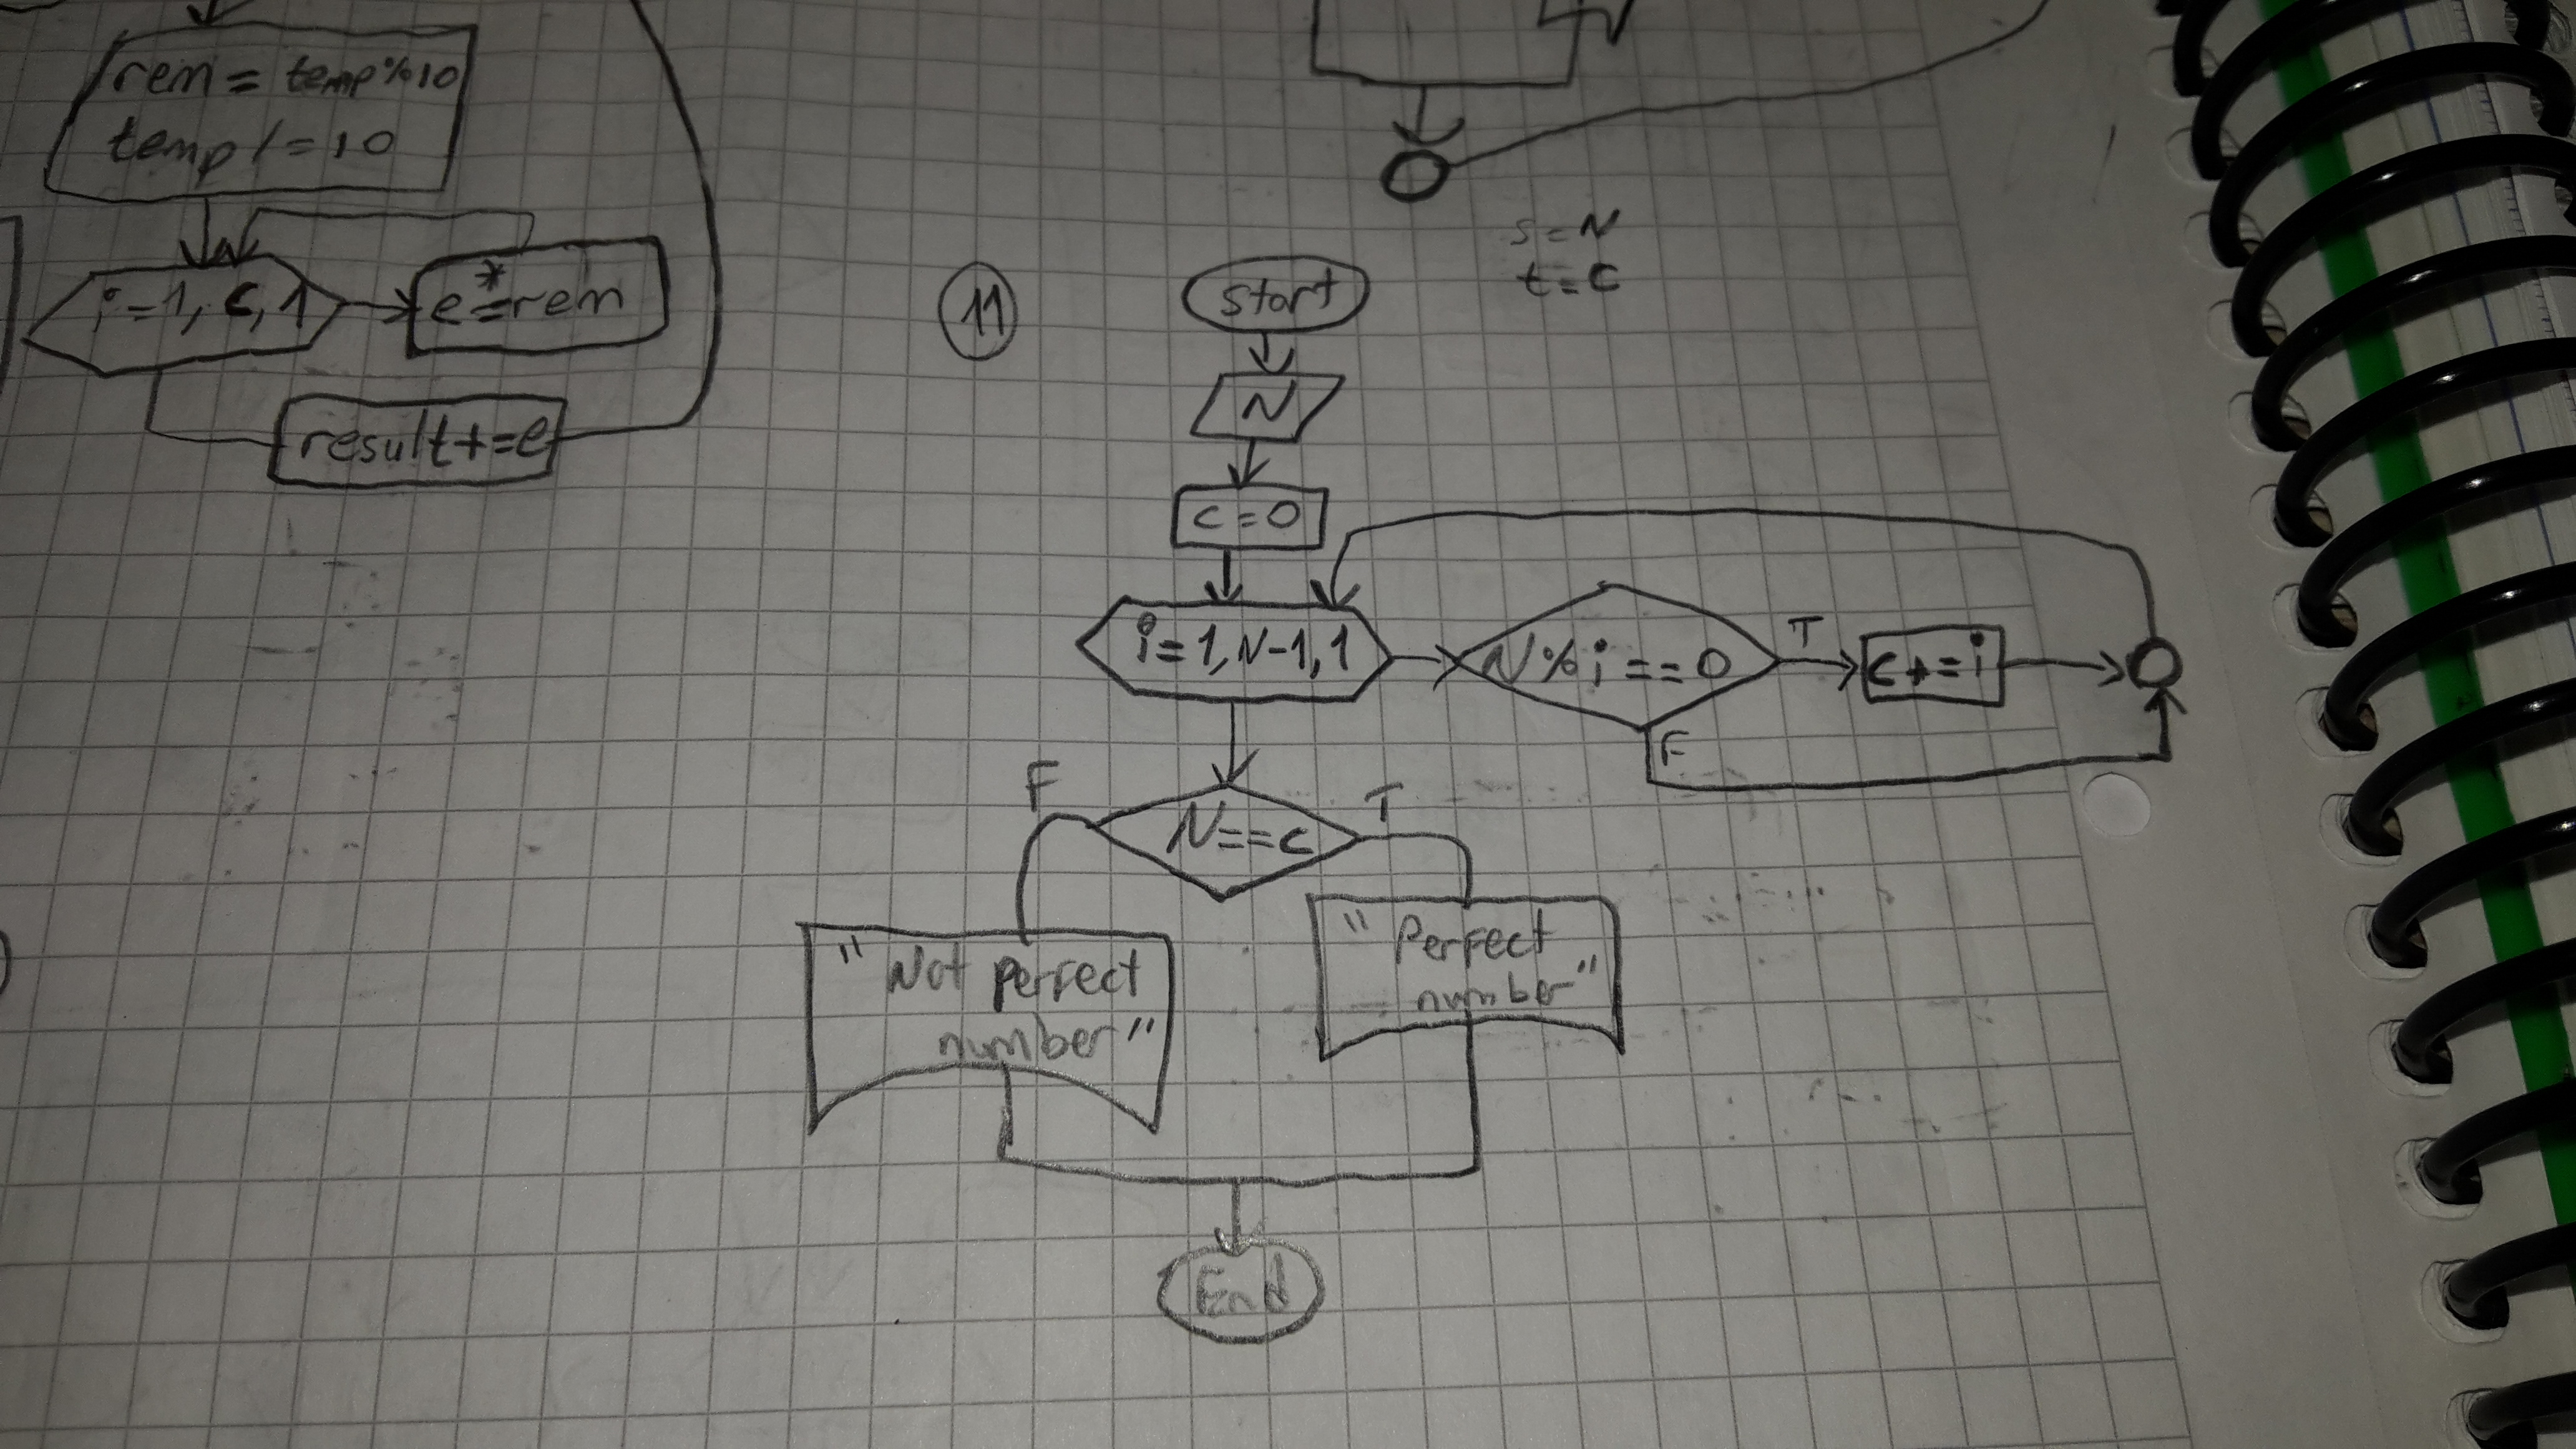 rem = temp%10
temp/=10
i=1, c, 1
e*=rem
result+=e
s=N
t=c
11
start
N
c=0
i=1, N-1, 1
N%i==0
T
c+=i
F
N==c
F
T
"Not perfect
number"
"Perfect
number"
End